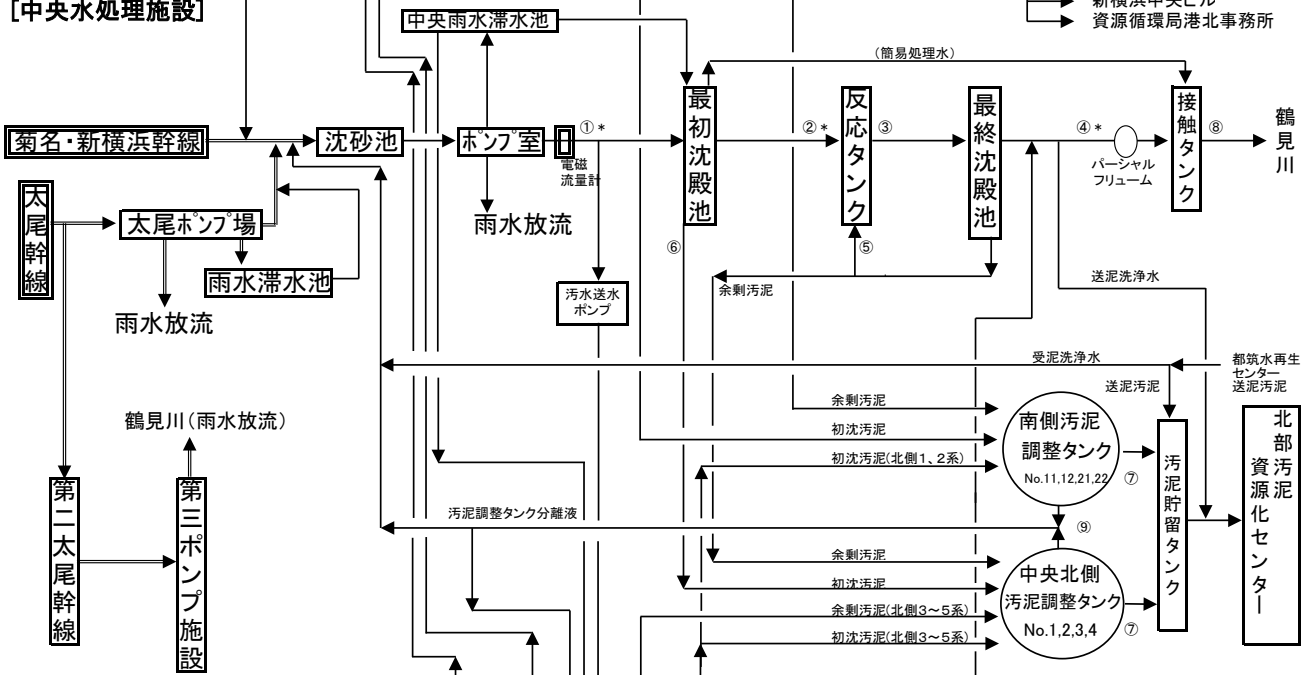 [中央水処理施設]
新横浜中央ビル
資源循環局港北事務所
中央雨水滞水池
(簡易処理水)
菊名・新横浜幹線
沈砂池
ポンプ室
電磁
流量計
①*
最初沈殿池
②*
反応タンク
③
最終沈殿池
④*
パーシャル
フリューム
接触タンク
⑧
鶴見川
太尾幹線
太尾ポンプ場
雨水滞水池
雨水放流
雨水放流
汚水送水
ポンプ
⑥
⑤
余剰汚泥
送泥洗浄水
受泥洗浄水
都筑水再生
センター
送泥汚泥
送泥汚泥
鶴見川(雨水放流)
第二太尾幹線
第三ポンプ施設
余剰汚泥
初沈汚泥
初沈汚泥(北側1、2系)
南側汚泥
調整タンク
No.11,12,21,22
⑦
汚泥貯留タンク
北部汚泥
資源化センター
汚泥調整タンク分離液
⑨
余剰汚泥
初沈汚泥
余剰汚泥(北側3～5系)
初沈汚泥(北側3～5系)
中央北側
汚泥調整タンク
No.1,2,3,4
⑦